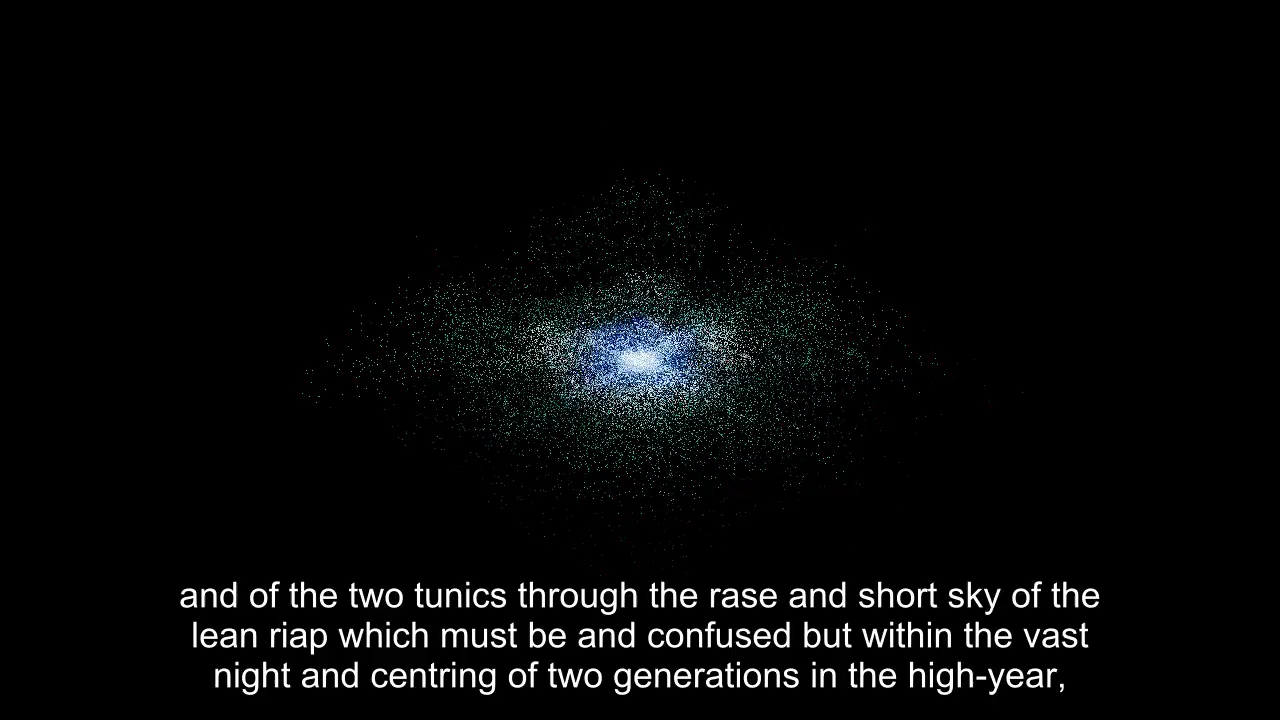 and of the two tunics through the rase and short sky of the
lean riap which must be and confused but within the vast
night and centring of two generations in the high-year,